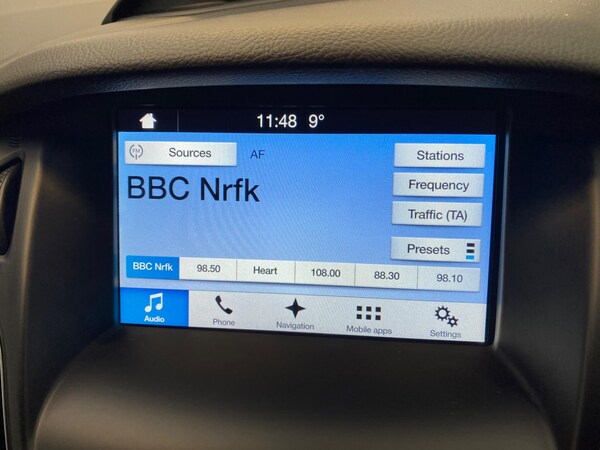 11:48 9°
FM Sources AF Stations
BBC Nrfk
Frequency
Traffic (TA)
Presets
BBC Nrfk 98.50 Heart 108.00 88.30 98.10
Audio Phone Navigation Mobile apps Settings